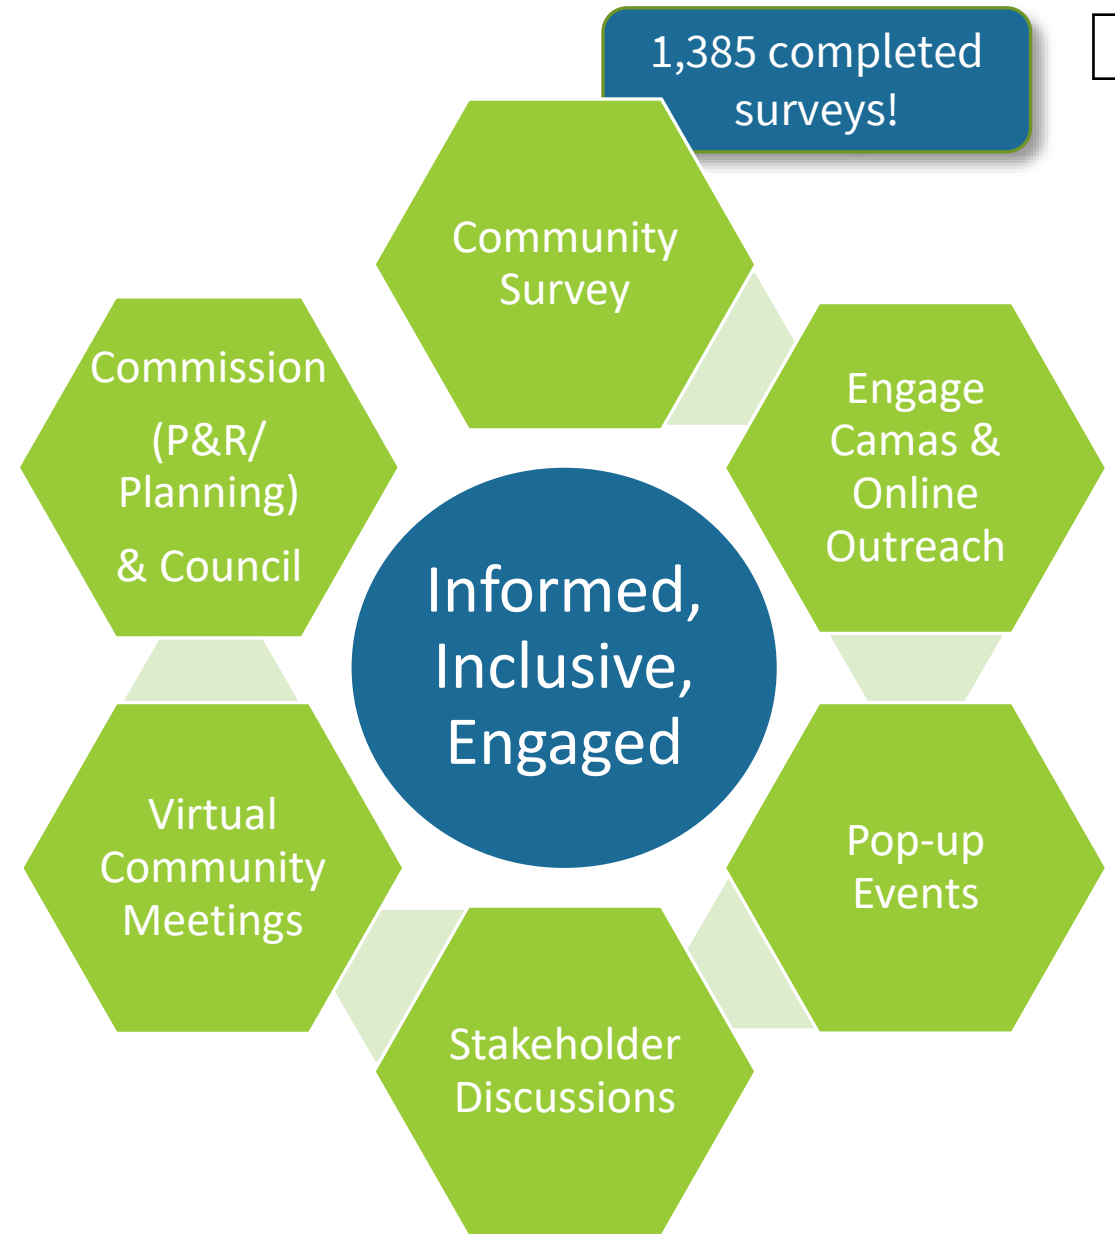 1,385 completed
surveys!
Community
Survey
Engage
Camas &
Online
Outreach
Pop-up
Events
Stakeholder
Discussions
Virtual
Community
Meetings
Commission
(P&R/
Planning)
& Council
Informed,
Inclusive,
Engaged